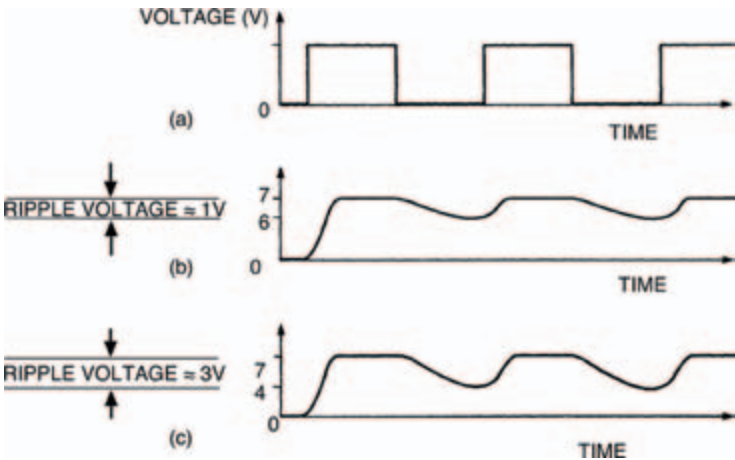 VOLTAGE (V)
0
(a)
TIME
RIPPLE VOLTAGE ≈ 1V
7
6
0
(b)
TIME
RIPPLE VOLTAGE ≈ 3V
7
4
0
(c)
TIME